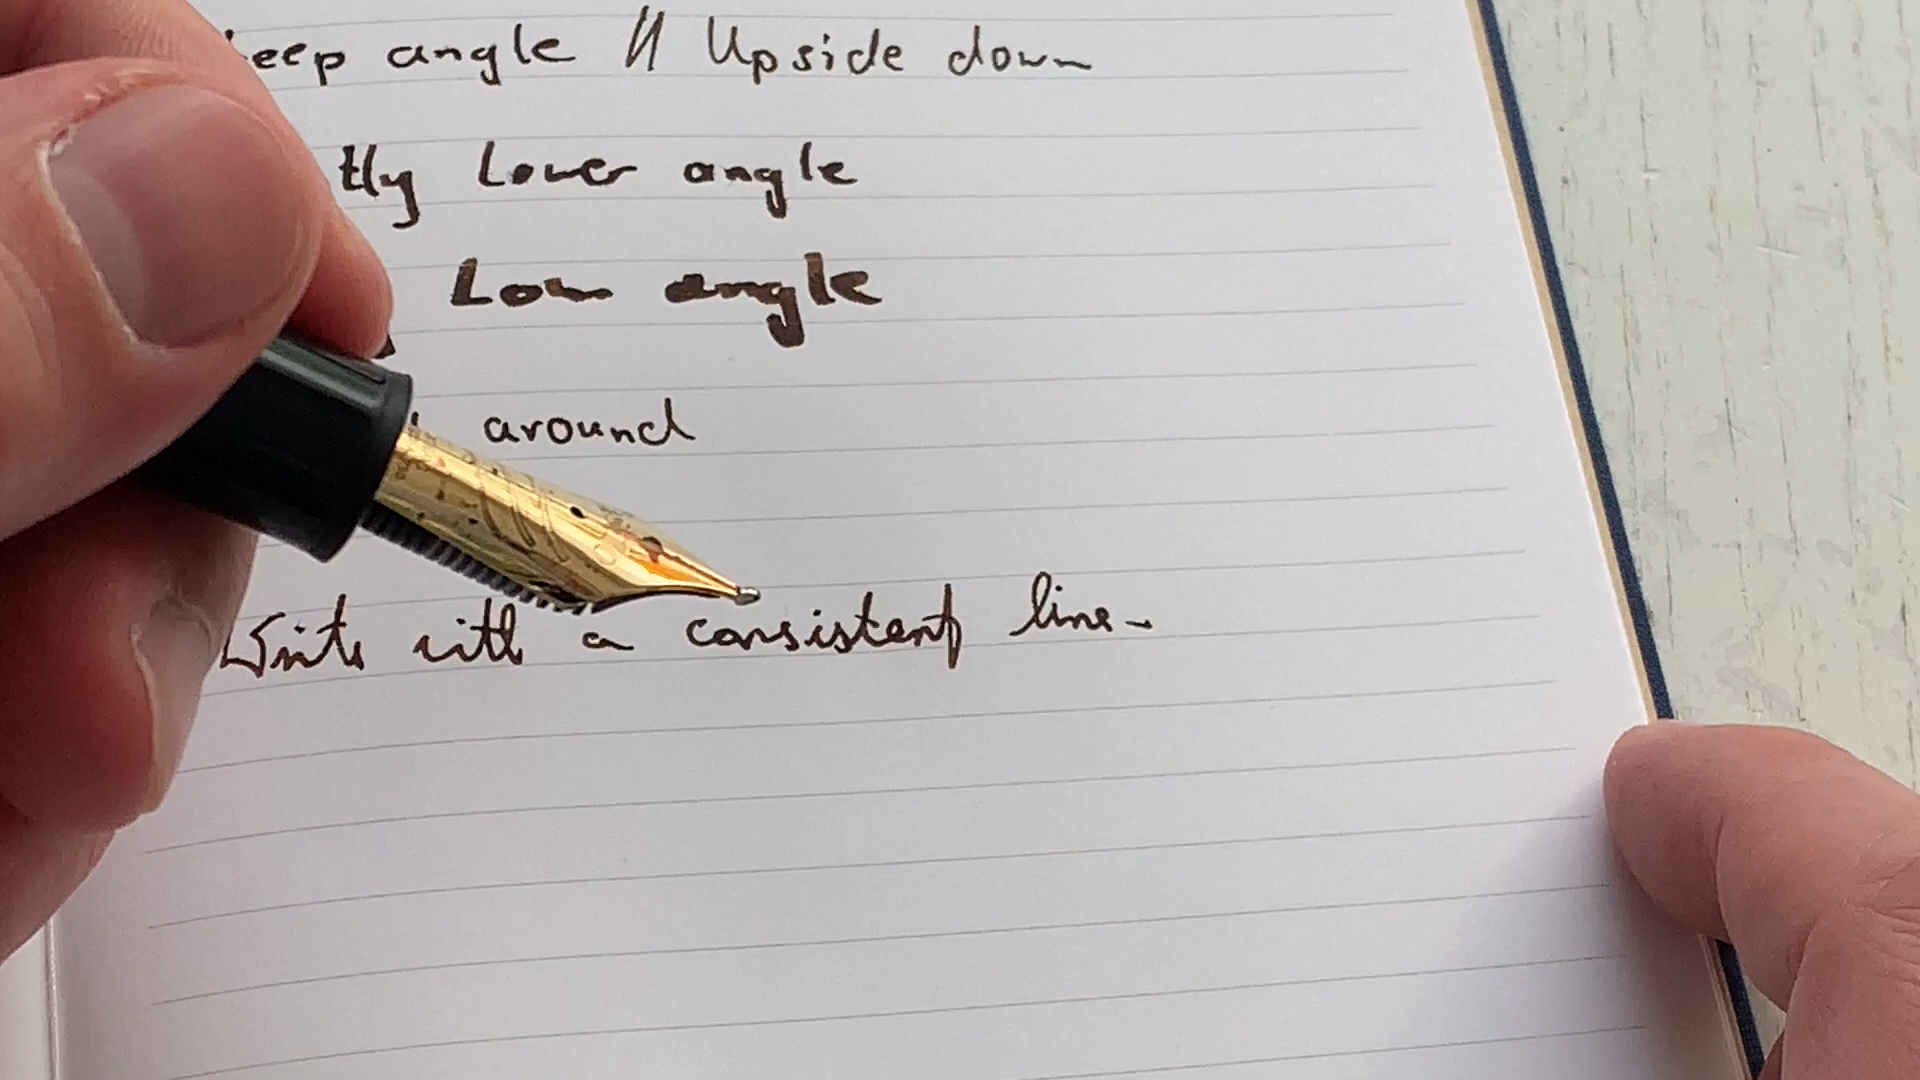 eep angle // Upside down
tly Lower angle
Low angle
around
Write with a consistent line.